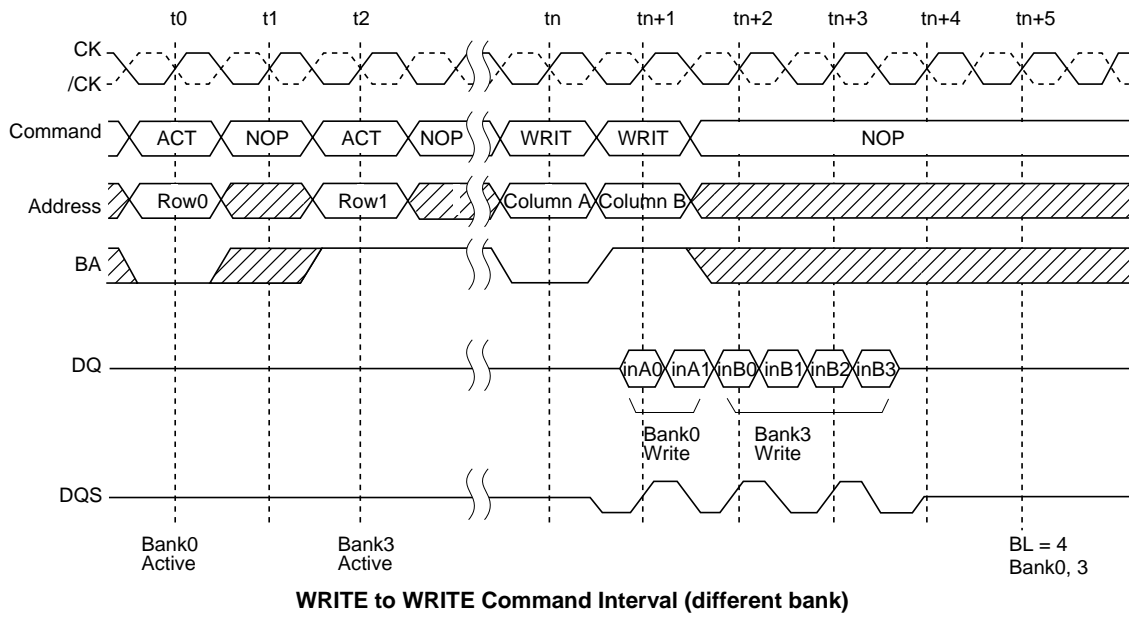 t0 t1 t2 tn tn+1 tn+2 tn+3 tn+4 tn+5
CK
/CK
Command ACT NOP ACT NOP WRIT WRIT NOP
Address Row0 Row1 Column A Column B
BA
DQ inA0 inA1 inB0 inB1 inB2 inB3
Bank0 Bank3
Write Write
DQS
Bank0 Bank3 BL = 4
Active Active Bank0, 3
WRITE to WRITE Command Interval (different bank)